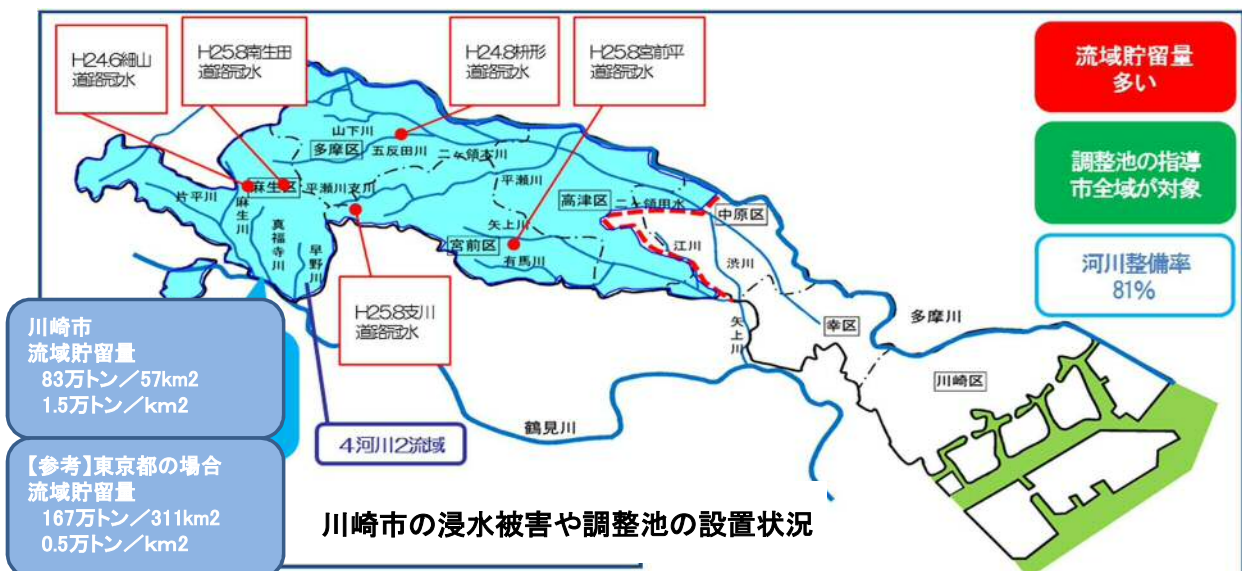 H24.6細山
道路冠水
H25.8南生田
道路冠水
H24.8枡形
道路冠水
H25.8宮前平
道路冠水
流域貯留量
多い
調整池の指導
市全域が対象
河川整備率
81%
山下川
多摩区
五反田川
二ヶ領本川
麻生区
平瀬川支川
平瀬川
高津区
二ヶ領用水
中原区
片平川
麻生川
真福寺川
早野川
矢上川
宮前区
有馬川
江川
渋川
H25.8支川
道路冠水
矢上川
幸区
多摩川
川崎区
鶴見川
4河川2流域
川崎市
流域貯留量
83万トン/57km2
1.5万トン/km2
【参考】東京都の場合
流域貯留量
167万トン/311km2
0.5万トン/km2
川崎市の浸水被害や調整池の設置状況